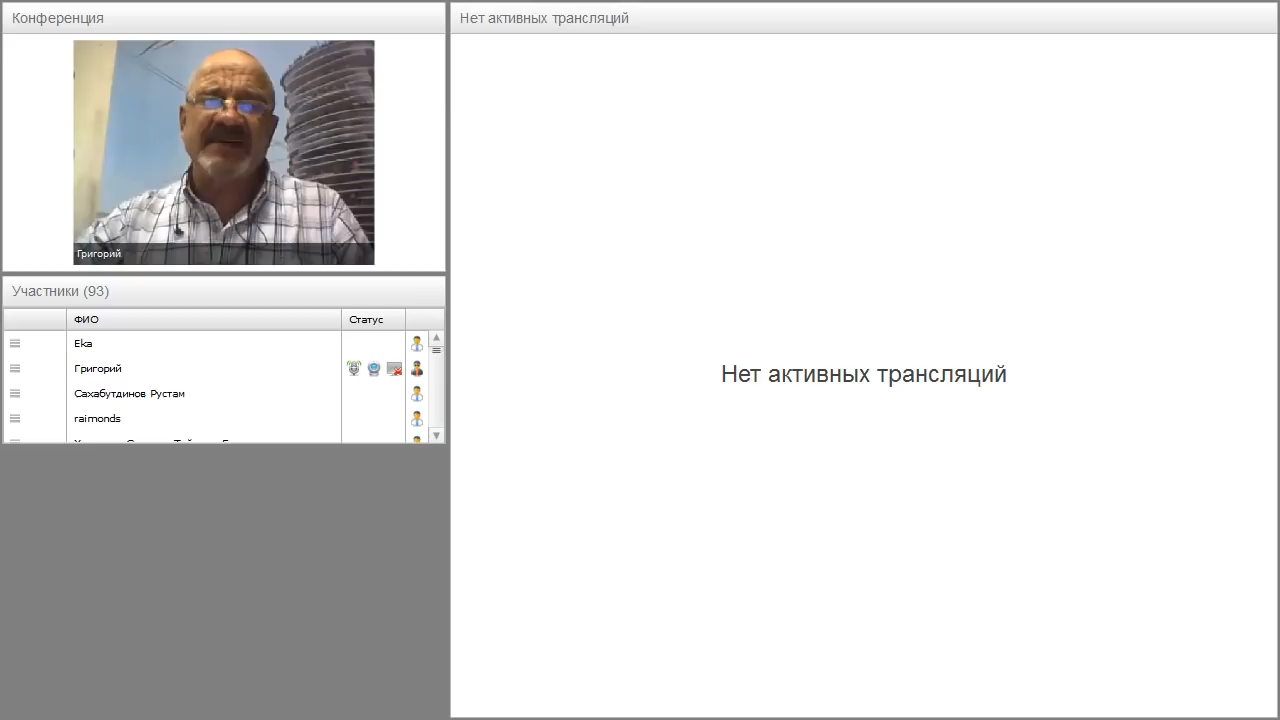 Конференция
Григорий
Участники (93)
ФИО
Статус
Eka
Григорий
Сахабутдинов Рустам
raimonds
Нет активных трансляций
Нет активных трансляций